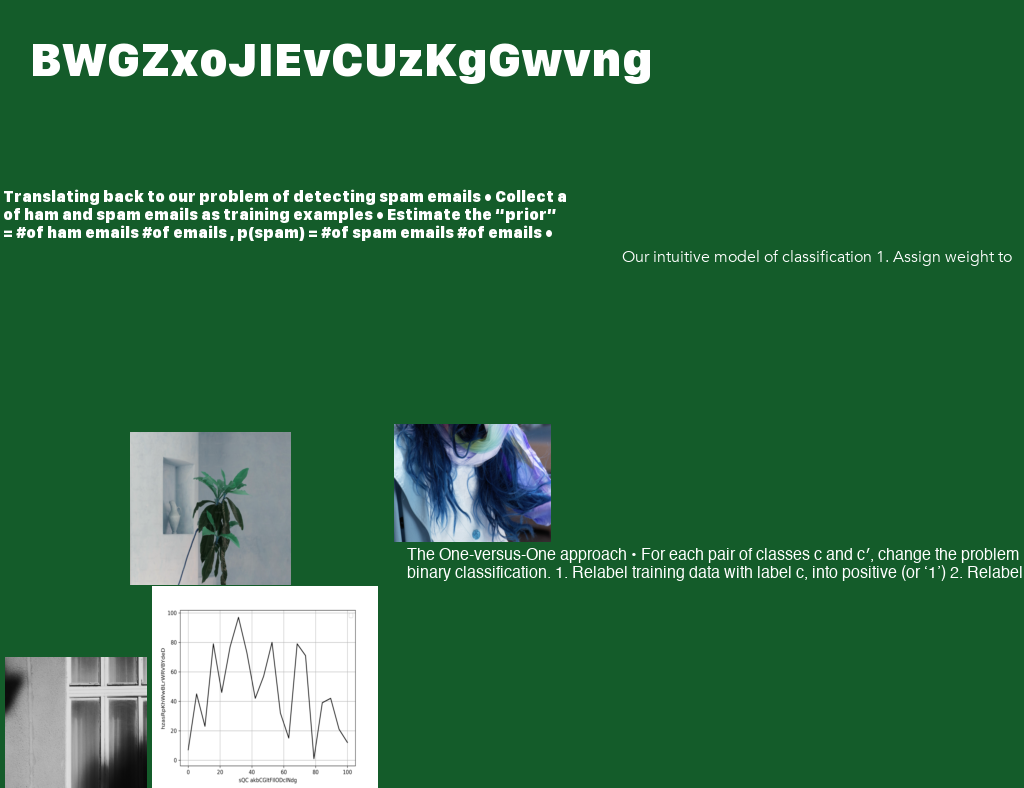 BWGZxoJIEvCUzKgGwvng
Translating back to our problem of detecting spam emails • Collect a
of ham and spam emails as training examples • Estimate the “prior”
= #of ham emails #of emails , p(spam) = #of spam emails #of emails •
Our intuitive model of classification 1. Assign weight to
The One-versus-One approach • For each pair of classes c and c′, change the problem
binary classification. 1. Relabel training data with label c, into positive (or ‘1’) 2. Relabel
100
80
60
40
20
0
0 20 40 60 80 100